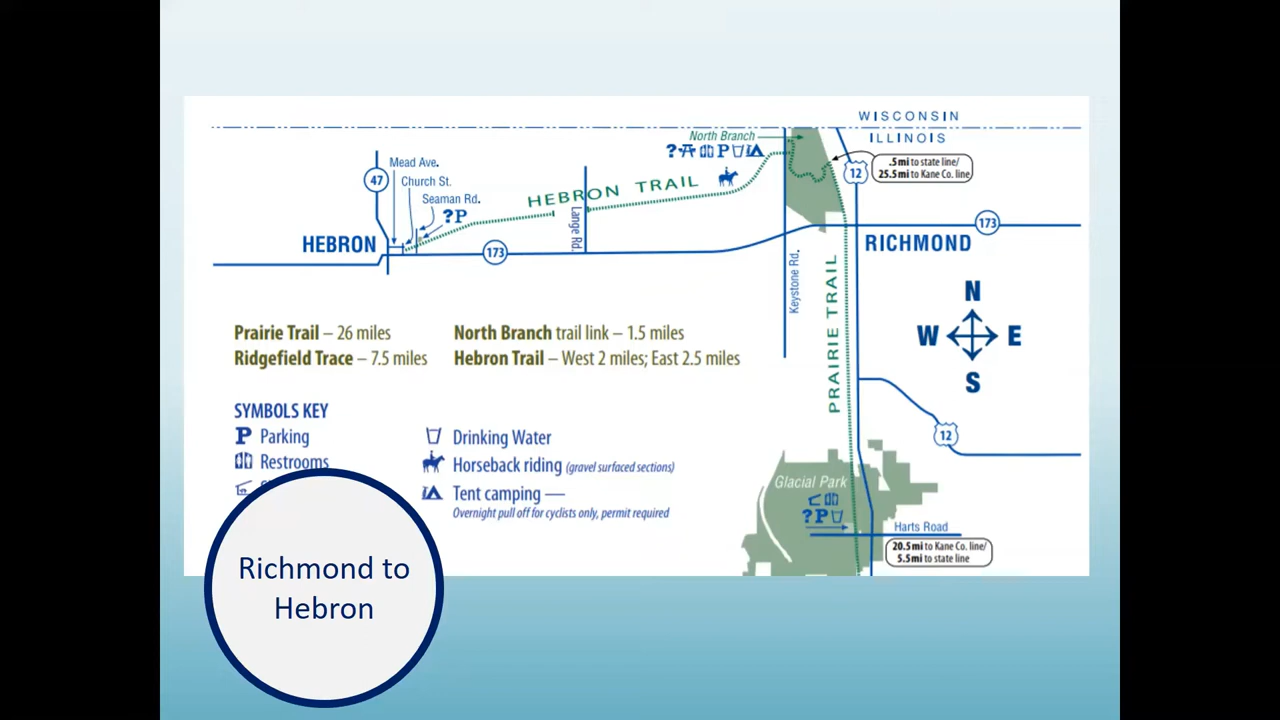 WISCONSIN
ILLINOIS
North Branch
? P
.5 mi to state line/
25.5 mi to Kane Co. line
12
47
Mead Ave.
Church St.
Seaman Rd.
?P
HEBRON TRAIL
Lange Rd.
HEBRON
173
173
RICHMOND
Keystone Rd.
PRAIRIE TRAIL
N
W E
S
Prairie Trail – 26 miles
Ridgefield Trace – 7.5 miles
North Branch trail link – 1.5 miles
Hebron Trail – West 2 miles; East 2.5 miles
12
SYMBOLS KEY
P Parking
Restrooms
Drinking Water
Horseback riding (gravel surfaced sections)
Tent camping —
Overnight pull off for cyclists only, permit required
Glacial Park
?P
Harts Road
20.5 mi to Kane Co. line/
5.5 mi to state line
Richmond to
Hebron